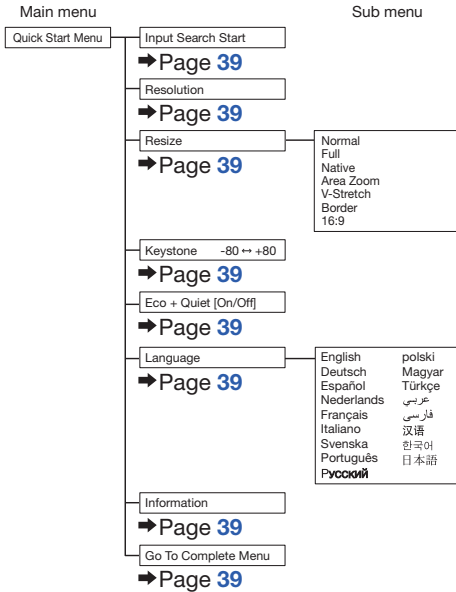 Main menu
Sub menu
Quick Start Menu
Input Search Start
➡Page 39
Resolution
➡Page 39
Resize
➡Page 39
Normal
Full
Native
Area Zoom
V-Stretch
Border
16:9
Keystone -80 ↔ +80
➡Page 39
Eco + Quiet [On/Off]
➡Page 39
Language
➡Page 39
English polski
Deutsch Magyar
Español Türkçe
Nederlands عربي
Français فارسی
Italiano 汉语
Svenska 한국어
Português 日本語
Русский
Information
➡Page 39
Go To Complete Menu
➡Page 39